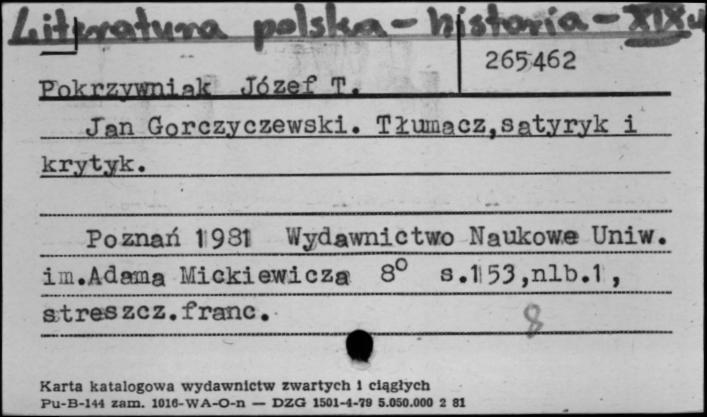 Literatura polska - historia - XIX w
265462
Pokrzywniak Józef T.
Jan Gorczyczewski. Tłumacz,satyryk i
krytyk.
Poznań 1981 Wydawnictwo Naukowe Uniw.
im.Adama Mickiewicza 8° s.153,nlb.1,
streszcz.franc.
8
Karta katalogowa wydawnictw zwartych i ciągłych
Pu-B-144 zam. 1016-WA-O-n — DZG 1501-4-79 5.050.000 2 81